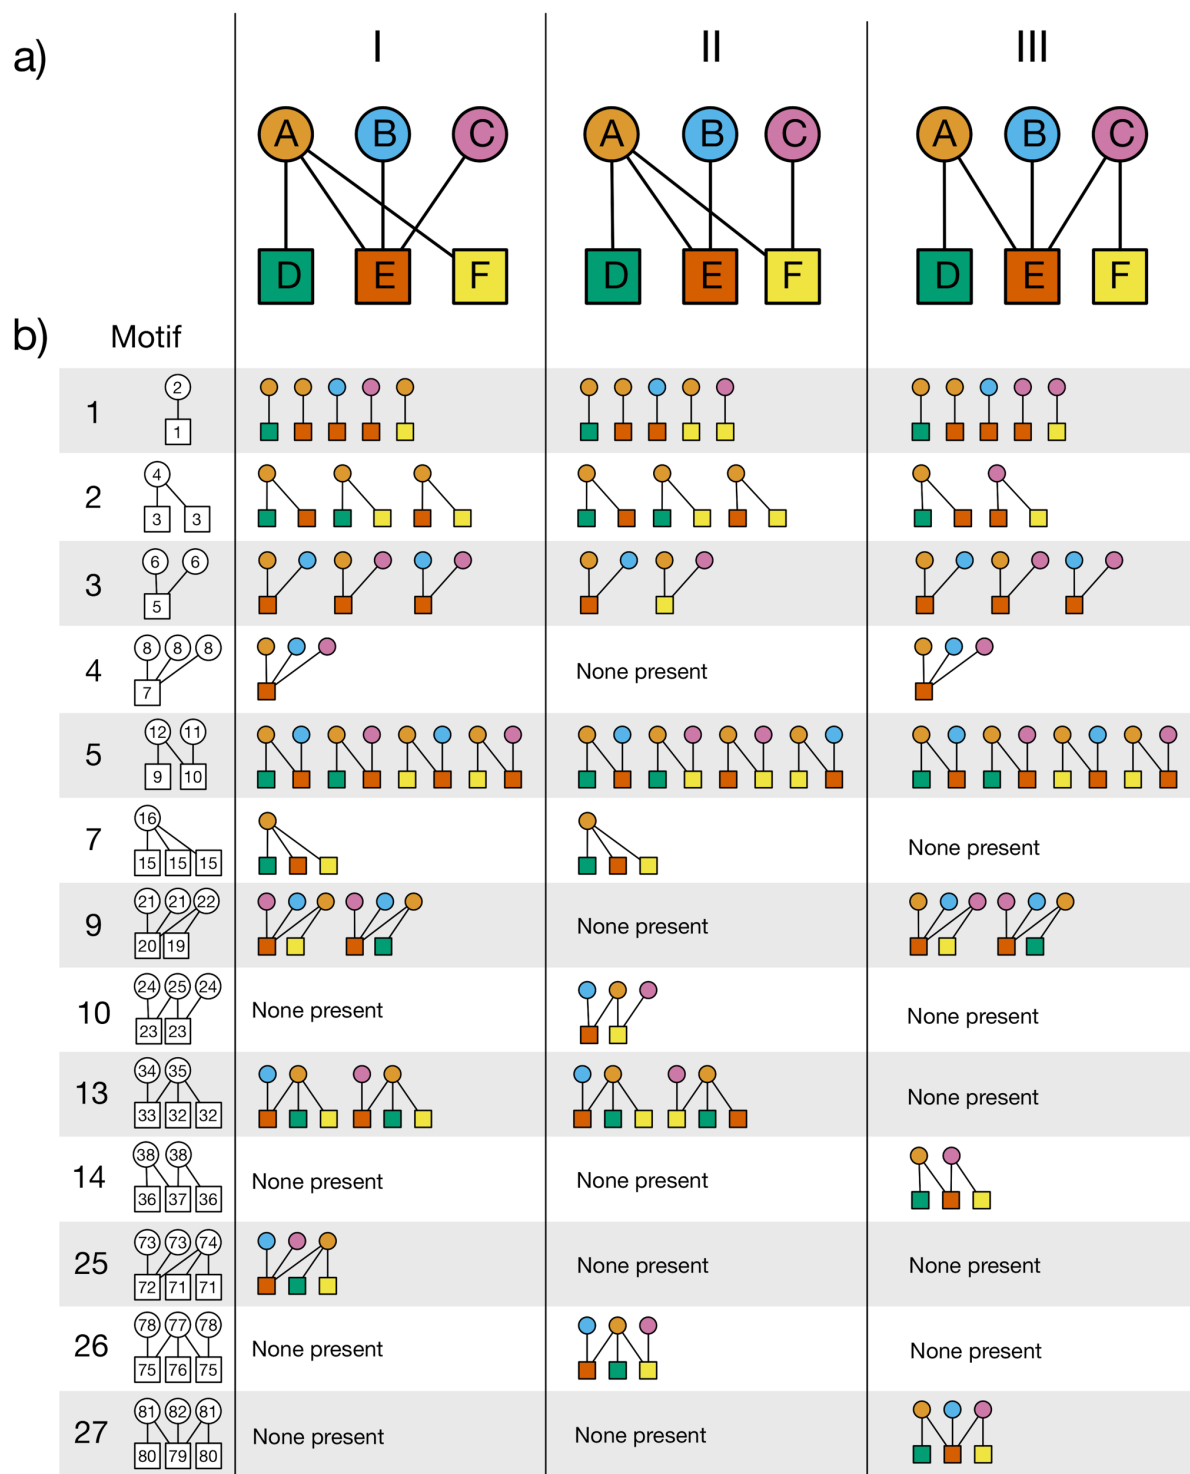 a) I II III
A B C A B C A B C
D E F D E F D E F
b) Motif
2
1
1
4
2
3 3
6 6
3
5
8 8 8
4 None present
7
12 11
5
9 10
16
7
15 15 15 None present
21 21 22
9 None present
20 19
24 25 24
10 None present None present
23 23
34 35
13 None present
33 32 32
38 38
14 None present None present
36 37 36
73 73 74
25 None present None present
72 71 71
78 77 78
26 None present None present
75 76 75
81 82 81
27 None present None present
80 79 80